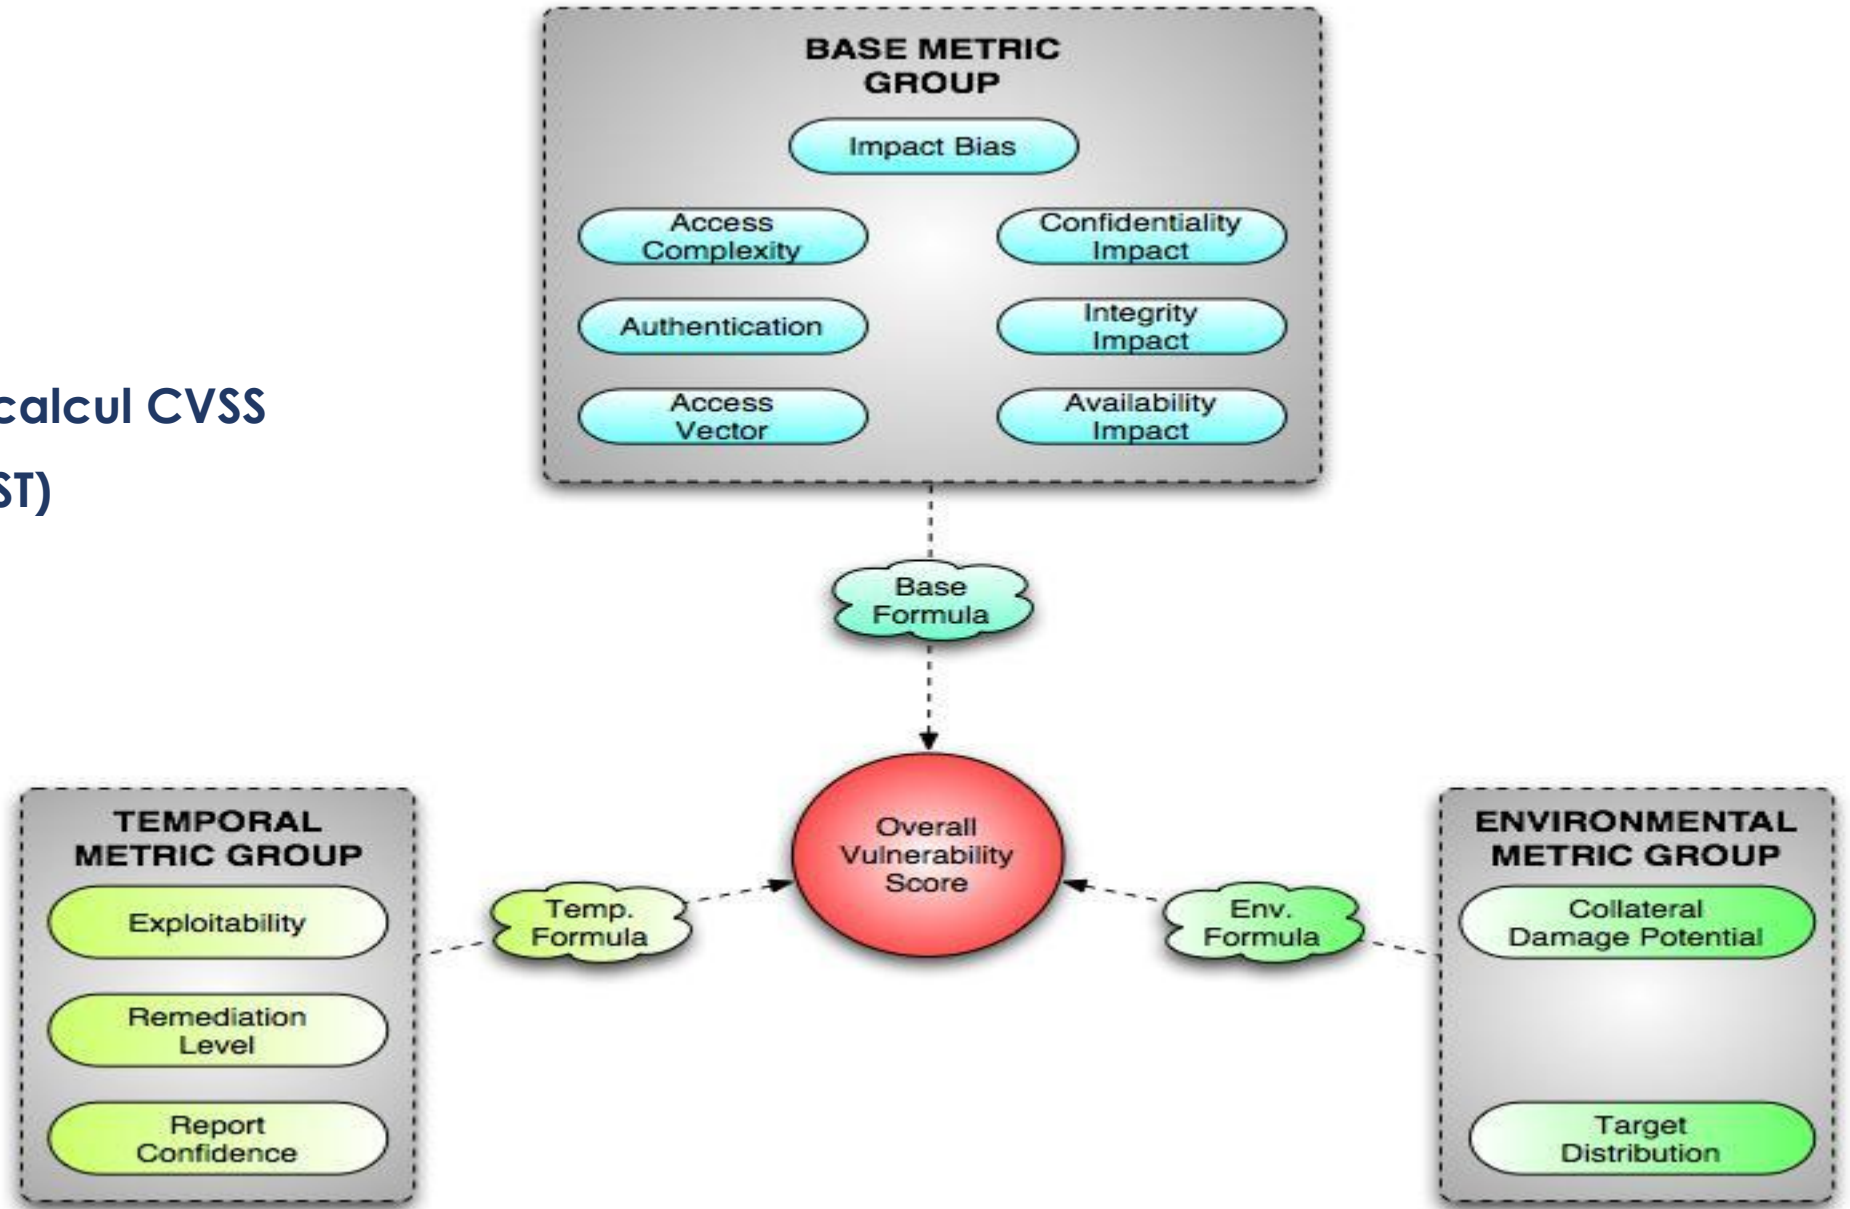 BASE METRIC
GROUP
Impact Bias
Access
Complexity
Confidentiality
Impact
Authentication
Integrity
Impact
Access
Vector
Availability
Impact
calcul CVSS
ST)
Base
Formula
Overall
Vulnerability
Score
TEMPORAL
METRIC GROUP
Exploitability
Remediation
Level
Report
Confidence
Temp.
Formula
Env.
Formula
ENVIRONMENTAL
METRIC GROUP
Collateral
Damage Potential
Target
Distribution